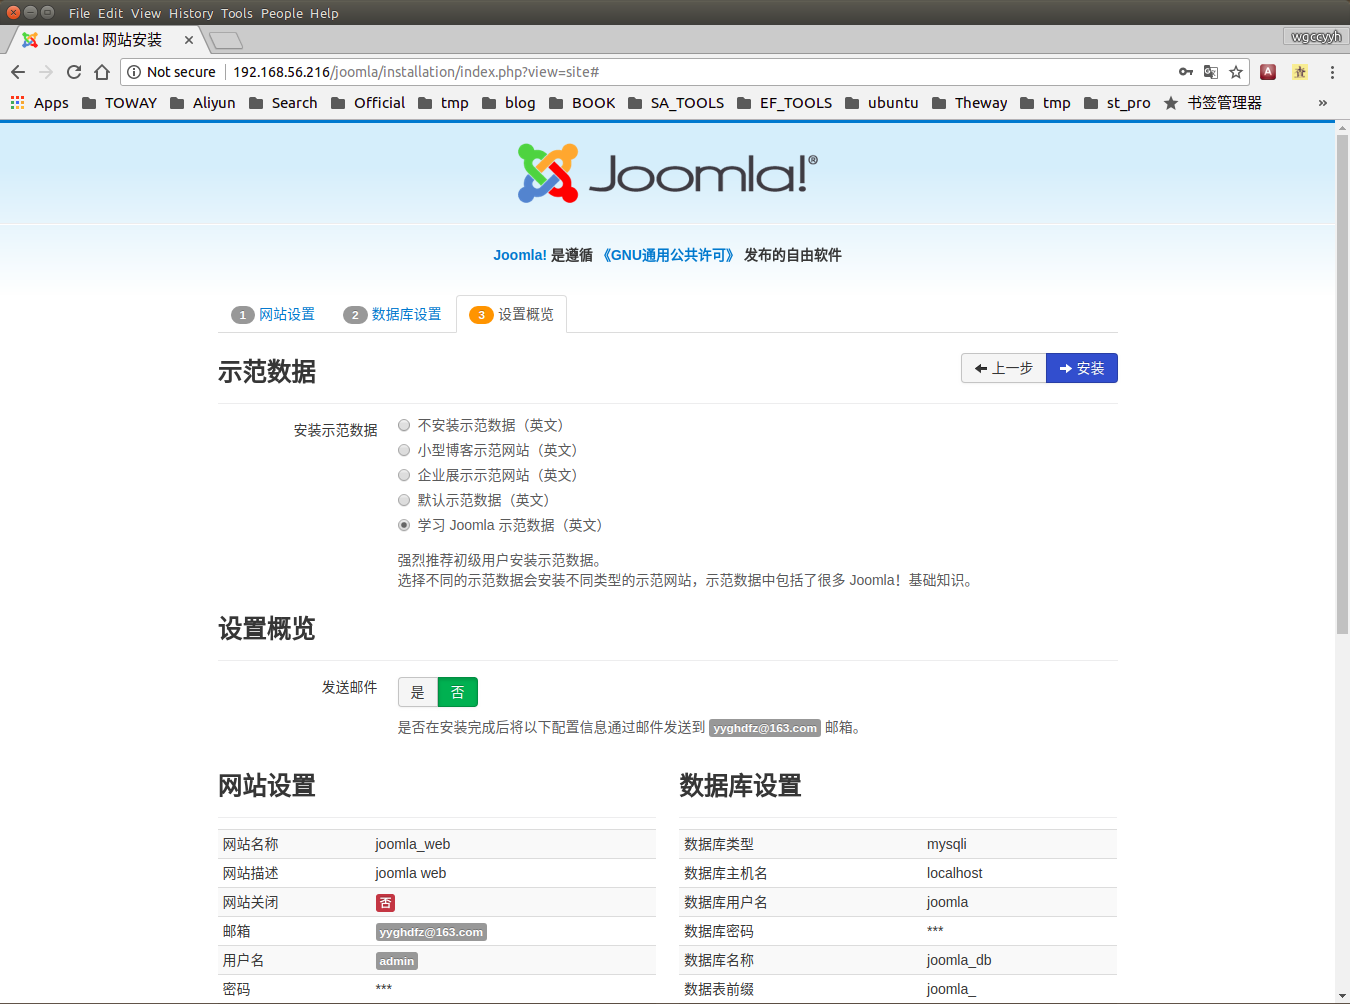 File Edit View History Tools People Help
Joomla! 网站安装
wgccyyh
Not secure 192.168.56.216/joomla/installation/index.php?view=site#
Apps TOWAY Aliyun Search Official tmp blog BOOK SA_TOOLS EF_TOOLS ubuntu Theway tmp st_pro 书签管理器 »
Joomla!®
Joomla! 是遵循 《GNU通用公共许可》 发布的自由软件
1 网站设置 2 数据库设置 3 设置概览
示范数据
上一步 安装
安装示范数据
不安装示范数据（英文）
小型博客示范网站（英文）
企业展示示范网站（英文）
默认示范数据（英文）
学习 Joomla 示范数据（英文）
强烈推荐初级用户安装示范数据。
选择不同的示范数据会安装不同类型的示范网站，示范数据中包括了很多 Joomla！基础知识。
设置概览
发送邮件 是 否
是否在安装完成后将以下配置信息通过邮件发送到 yyghdfz@163.com 邮箱。
网站设置
网站名称 joomla_web
网站描述 joomla web
网站关闭 否
邮箱 yyghdfz@163.com
用户名 admin
密码 ***
数据库设置
数据库类型 mysqli
数据库主机名 localhost
数据库用户名 joomla
数据库密码 ***
数据库名称 joomla_db
数据表前缀 joomla_